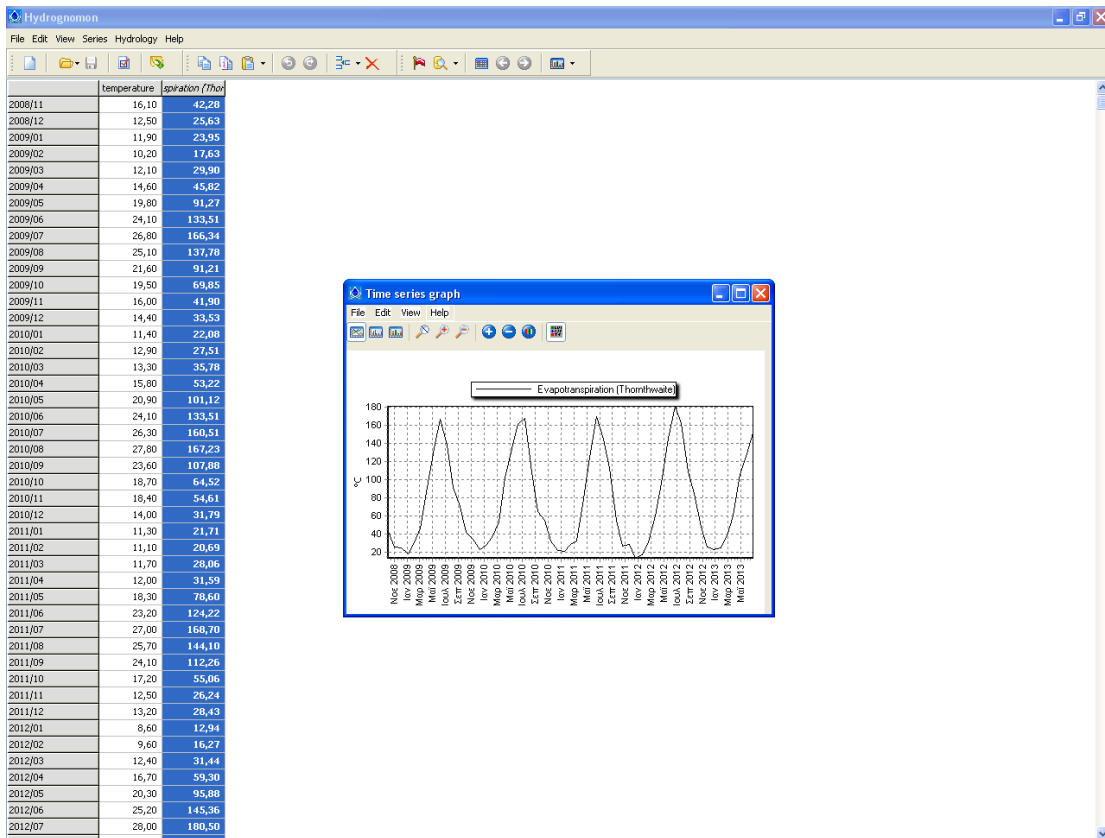 Hydrognomon
File Edit View Series Hydrology Help
temperature spiration (Thor
2008/11 16,10 42,28
2008/12 12,50 25,63
2009/01 11,90 23,95
2009/02 10,20 17,63
2009/03 12,10 29,90
2009/04 14,60 45,82
2009/05 19,80 91,27
2009/06 24,10 133,51
2009/07 26,80 166,34
2009/08 25,10 137,78
2009/09 21,60 91,21
2009/10 19,50 69,85
2009/11 16,00 41,90
2009/12 14,40 33,53
2010/01 11,40 22,08
2010/02 12,90 27,51
2010/03 13,30 35,78
2010/04 15,80 53,22
2010/05 20,90 101,12
2010/06 24,10 133,51
2010/07 26,30 160,51
2010/08 27,80 167,23
2010/09 23,60 107,88
2010/10 18,70 64,52
2010/11 18,40 54,61
2010/12 14,00 31,79
2011/01 11,30 21,71
2011/02 11,10 20,69
2011/03 11,70 28,06
2011/04 12,00 31,59
2011/05 18,30 78,60
2011/06 23,20 124,22
2011/07 27,00 168,70
2011/08 25,70 144,10
2011/09 24,10 112,26
2011/10 17,20 55,06
2011/11 12,50 26,24
2011/12 13,20 28,43
2012/01 8,60 12,94
2012/02 9,60 16,27
2012/03 12,40 31,44
2012/04 16,70 59,30
2012/05 20,30 95,88
2012/06 25,20 145,36
2012/07 28,00 180,50
Time series graph
File Edit View Help
Evapotranspiration (Thornthwaite)
180
160
140
120
100
80
60
40
20
°C
Νοε 2008
Ιαν 2009
Μαρ 2009
Μαϊ 2009
Ιουλ 2009
Σεπ 2009
Νοε 2009
Ιαν 2010
Μαρ 2010
Μαϊ 2010
Ιουλ 2010
Σεπ 2010
Νοε 2010
Ιαν 2011
Μαρ 2011
Μαϊ 2011
Ιουλ 2011
Σεπ 2011
Νοε 2011
Ιαν 2012
Μαρ 2012
Μαϊ 2012
Ιουλ 2012
Σεπ 2012
Νοε 2012
Ιαν 2013
Μαρ 2013
Μαϊ 2013